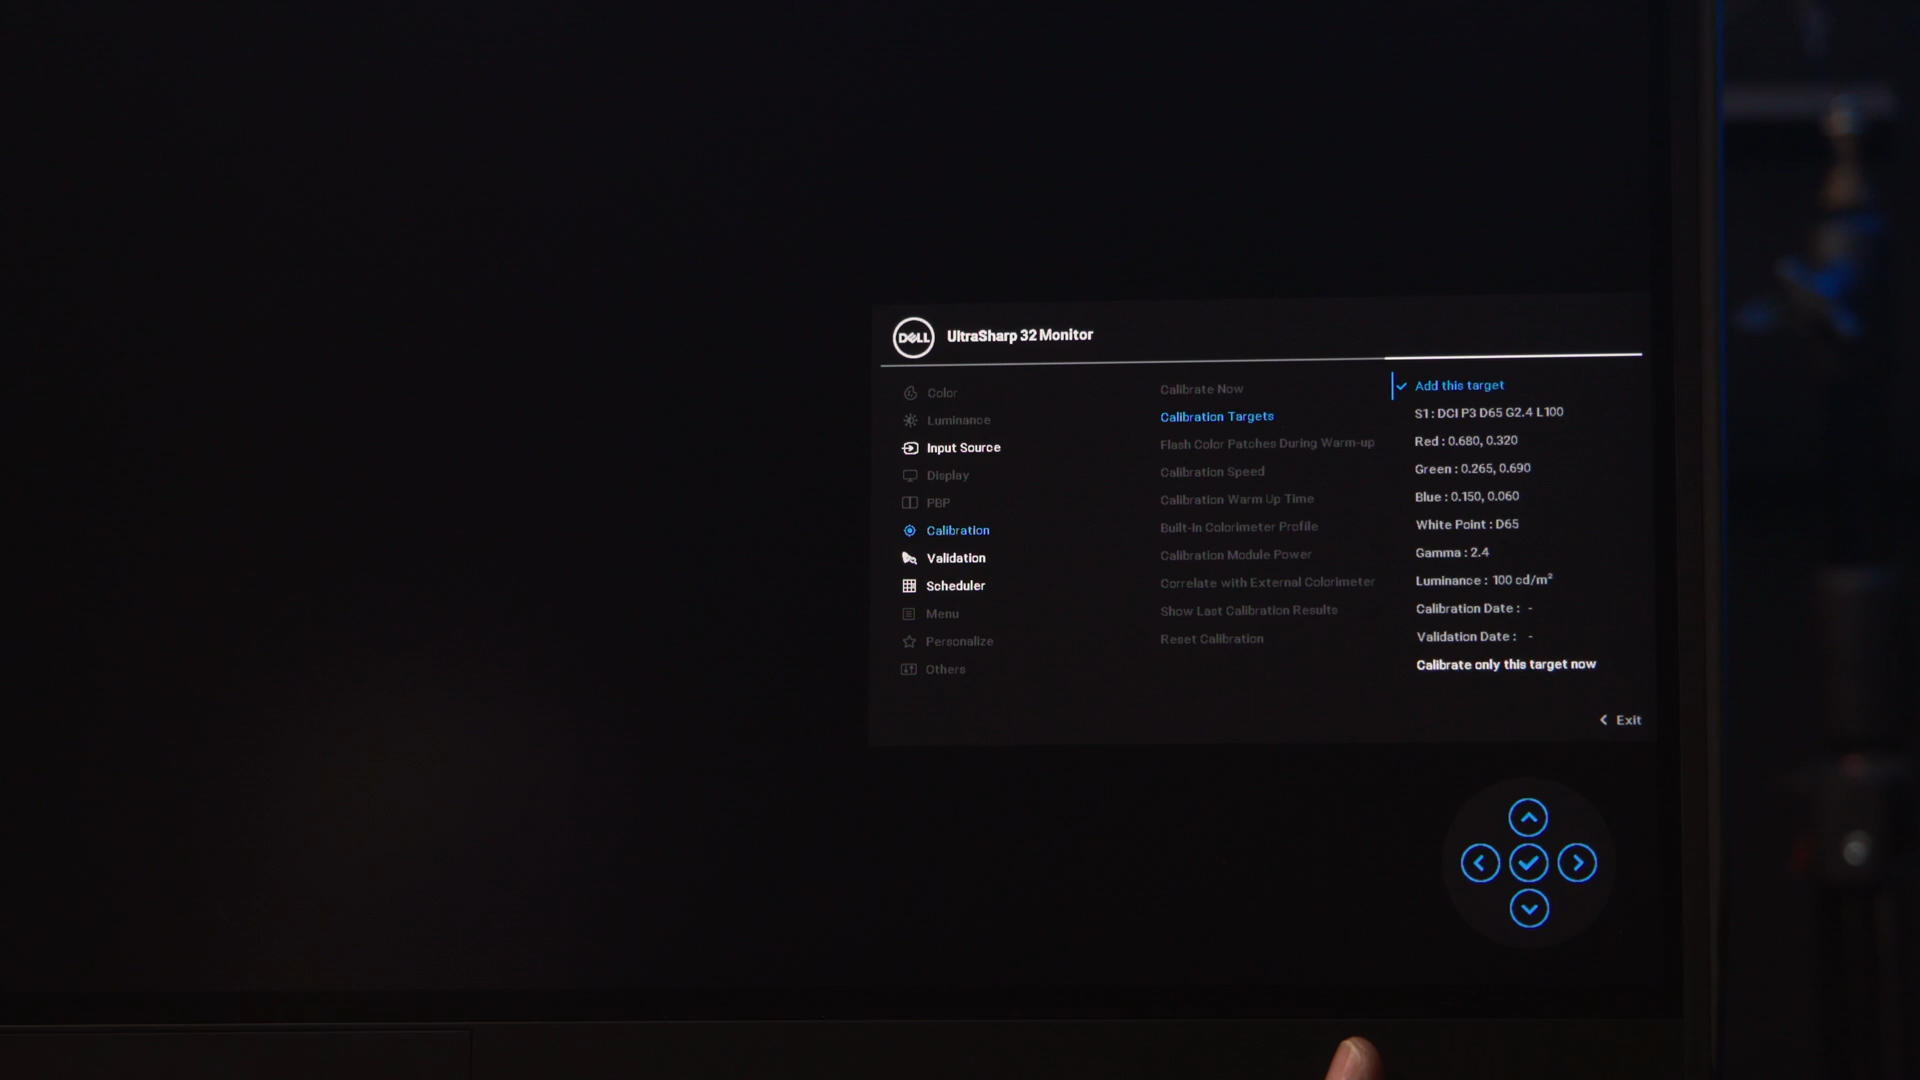 DELL
UltraSharp 32 Monitor
Color
Luminance
Input Source
Display
PBP
Calibration
Validation
Scheduler
Menu
Personalize
Others
Calibrate Now
Calibration Targets
Flash Color Patches During Warm-up
Calibration Speed
Calibration Warm Up Time
Built-In Colorimeter Profile
Calibration Module Power
Correlate with External Colorimeter
Show Last Calibration Results
Reset Calibration
Add this target
S1 : DCI P3 D65 G2.4 L100
Red : 0.680, 0.320
Green : 0.265, 0.690
Blue : 0.150, 0.060
White Point : D65
Gamma : 2.4
Luminance : 100 cd/m²
Calibration Date : -
Validation Date : -
Calibrate only this target now
Exit